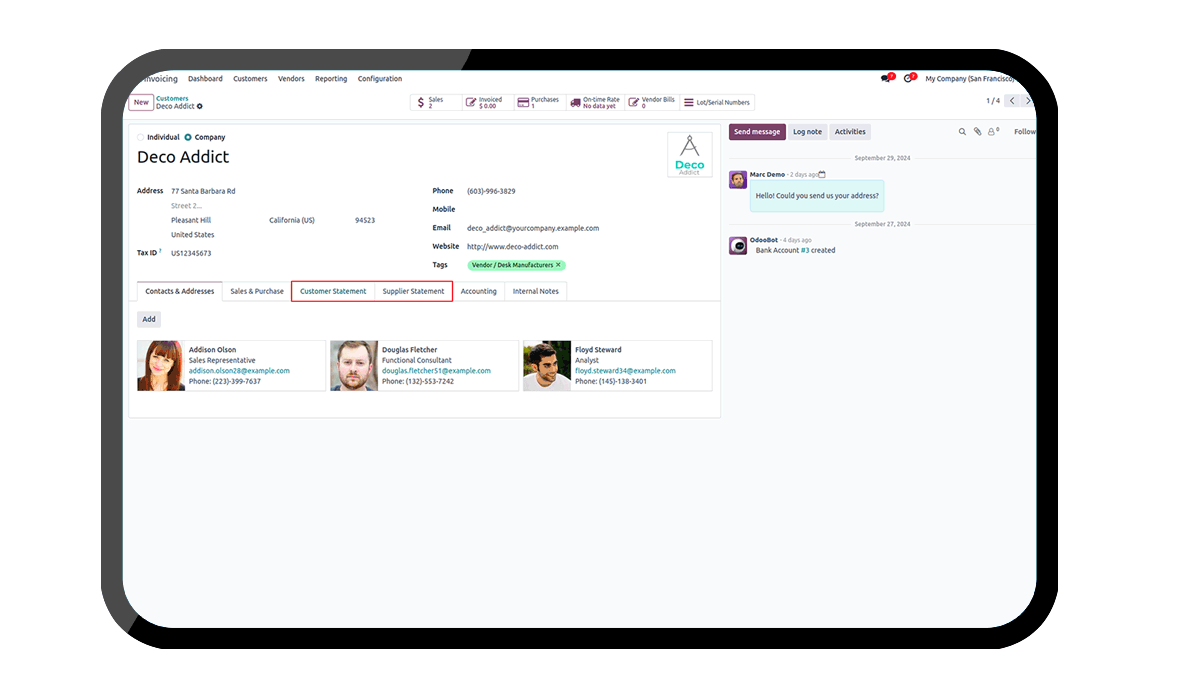 Invoicing Dashboard Customers Vendors Reporting Configuration
7 7 My Company (San Francisco)
New Customers
Deco Addict
Sales 2
Invoiced $ 0.00
Purchases 1
On-time Rate No data yet
Vendor Bills 0
Lot/Serial Numbers
1 / 4
Individual Company
Deco Addict
Deco
Addict
Address 77 Santa Barbara Rd
Street 2...
Pleasant Hill California (US) 94523
United States
Tax ID ? US12345673
Phone (603)-996-3829
Mobile
Email deco_addict@yourcompany.example.com
Website http://www.deco-addict.com
Tags Vendor / Desk Manufacturers ×
Contacts & Addresses Sales & Purchase Customer Statement Supplier Statement Accounting Internal Notes
Add
Addison Olson
Sales Representative
addison.olson28@example.com
Phone: (223)-399-7637
Douglas Fletcher
Functional Consultant
douglas.fletcher51@example.com
Phone: (132)-553-7242
Floyd Steward
Analyst
floyd.steward34@example.com
Phone: (145)-138-3401
Send message Log note Activities 0 Follow
September 29, 2024
Marc Demo - 2 days ago
Hello! Could you send us your address?
September 27, 2024
OdooBot - 4 days ago
Bank Account #3 created